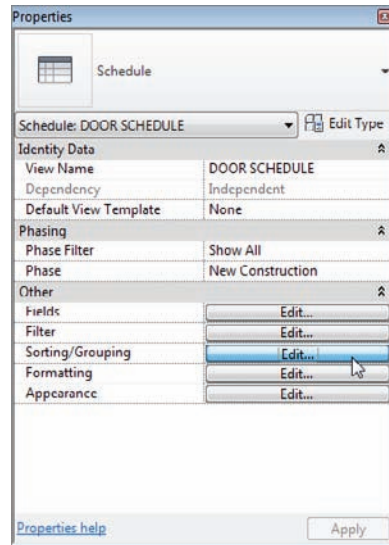 Properties
Schedule
Schedule: DOOR SCHEDULE Edit Type
Identity Data
View Name DOOR SCHEDULE
Dependency Independent
Default View Template None
Phasing
Phase Filter Show All
Phase New Construction
Other
Fields Edit...
Filter Edit...
Sorting/Grouping Edit...
Formatting Edit...
Appearance Edit...
Properties help Apply